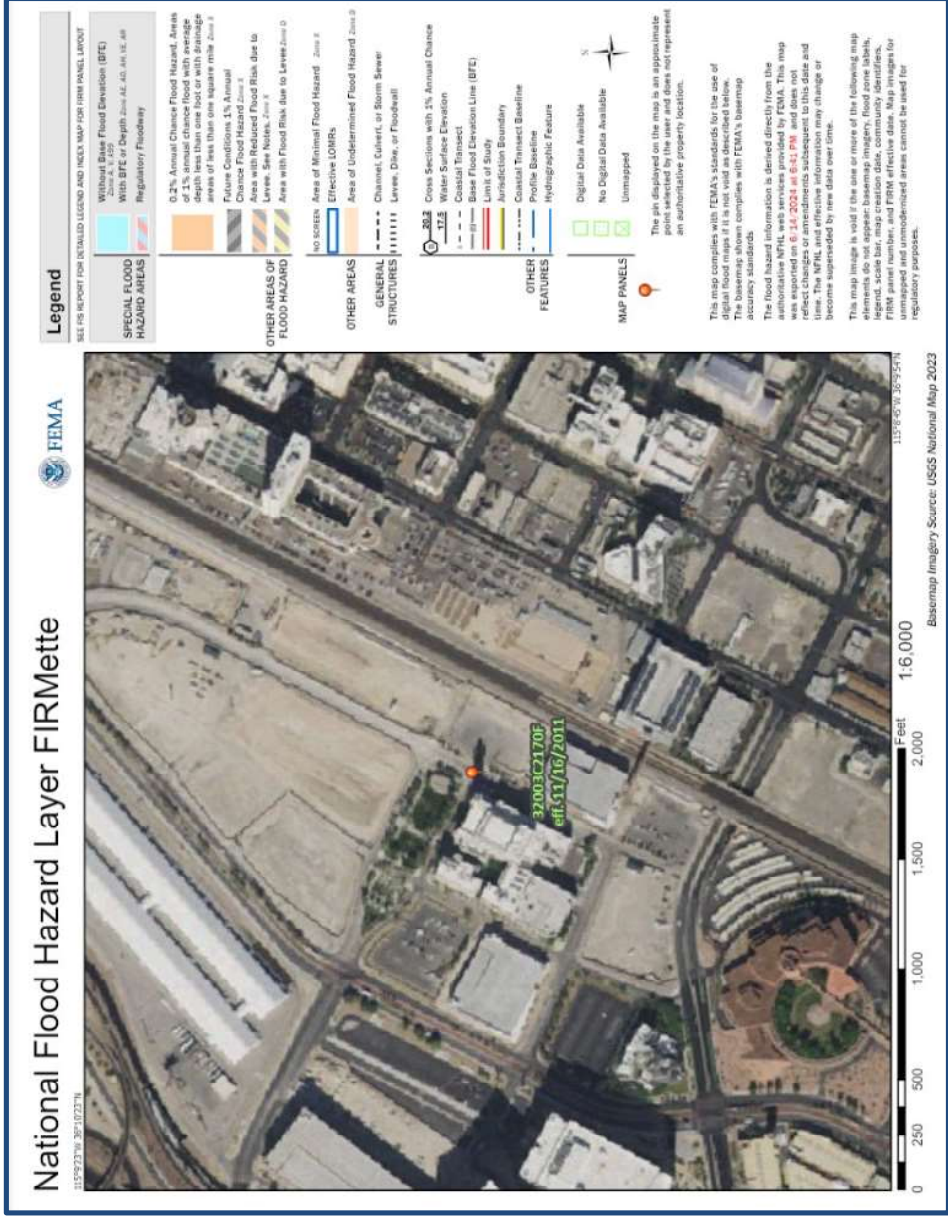 National Flood Hazard Layer FIRMette
FEMA
115°9'23"W 36°10'23"N
32003C2170F
eff. 11/16/2011
115°8'45"W 36°9'54"N
0
250
500
1,000
1,500
2,000
Feet
1:6,000
Basemap Imagery Source: USGS National Map 2023
Legend
SEE FIS REPORT FOR DETAILED LEGEND AND INDEX MAP FOR FIRM PANEL LAYOUT
SPECIAL FLOOD
HAZARD AREAS
Without Base Flood Elevation (BFE)
Zone A, V, A99
With BFE or Depth Zone AE, AO, AH, VE, AR
Regulatory Floodway
OTHER AREAS OF
FLOOD HAZARD
0.2% Annual Chance Flood Hazard, Areas
of 1% annual chance flood with average
depth less than one foot or with drainage
areas of less than one square mile Zone X
Future Conditions 1% Annual
Chance Flood Hazard Zone X
Area with Reduced Flood Risk due to
Levee. See Notes. Zone X
Area with Flood Risk due to Levee Zone D
OTHER AREAS
NO SCREEN Area of Minimal Flood Hazard Zone X
Effective LOMRs
Area of Undetermined Flood Hazard Zone D
GENERAL
STRUCTURES
Channel, Culvert, or Storm Sewer
Levee, Dike, or Floodwall
OTHER
FEATURES
20.2
Cross Sections with 1% Annual Chance
17.5 Water Surface Elevation
Coastal Transect
Base Flood Elevation Line (BFE)
Limit of Study
Jurisdiction Boundary
Coastal Transect Baseline
Profile Baseline
Hydrographic Feature
MAP PANELS
Digital Data Available
No Digital Data Available
Unmapped
N
The pin displayed on the map is an approximate
point selected by the user and does not represent
an authoritative property location.
This map complies with FEMA's standards for the use of
digital flood maps if it is not void as described below.
The basemap shown complies with FEMA's basemap
accuracy standards
The flood hazard information is derived directly from the
authoritative NFHL web services provided by FEMA. This map
was exported on 6/14/2024 at 6:41 PM and does not
reflect changes or amendments subsequent to this date and
time. The NFHL and effective information may change or
become superseded by new data over time.
This map image is void if the one or more of the following map
elements do not appear: basemap imagery, flood zone labels,
legend, scale bar, map creation date, community identifiers,
FIRM panel number, and FIRM effective date. Map images for
unmapped and unmodernized areas cannot be used for
regulatory purposes.